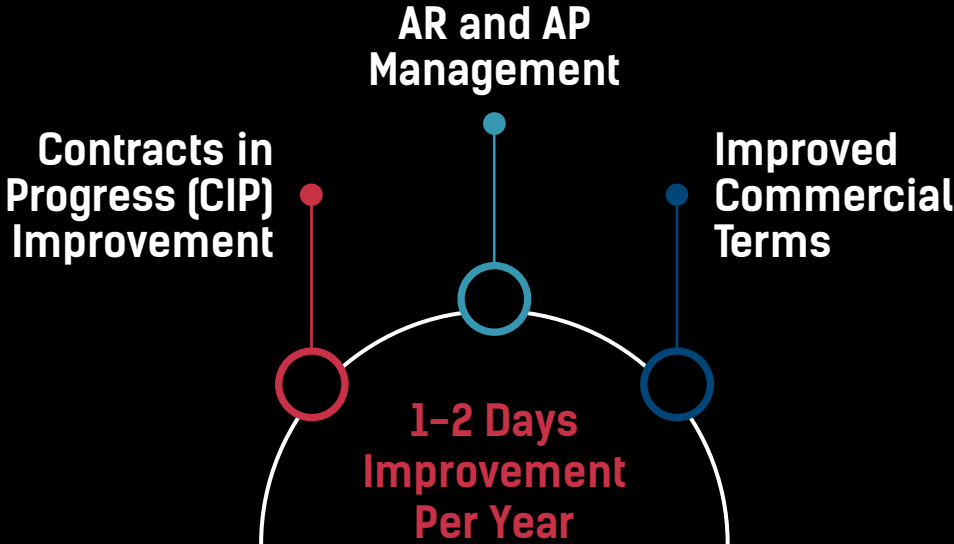 AR and AP
Management
Contracts in
Progress (CIP)
Improvement
Improved
Commercial
Terms
1–2 Days
Improvement
Per Year